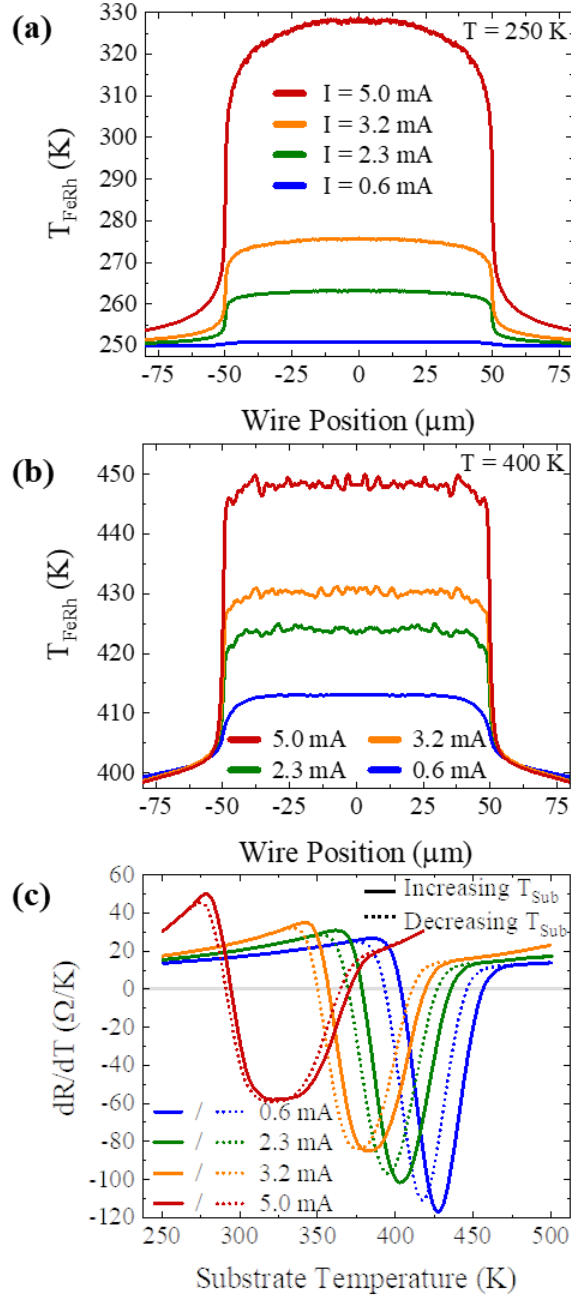 (a)
T = 250 K
330
320
310
300
290
280
270
260
250
T_FeRh (K)
I = 5.0 mA
I = 3.2 mA
I = 2.3 mA
I = 0.6 mA
-75 -50 -25 0 25 50 75
Wire Position (μm)
(b)
T = 400 K
450
440
430
420
410
400
T_FeRh (K)
5.0 mA 3.2 mA
2.3 mA 0.6 mA
-75 -50 -25 0 25 50 75
Wire Position (μm)
(c)
Increasing T_Sub
Decreasing T_Sub
60
40
20
0
-20
-40
-60
-80
-100
-120
dR/dT (Ω/K)
/ 0.6 mA
/ 2.3 mA
/ 3.2 mA
/ 5.0 mA
250 300 350 400 450 500
Substrate Temperature (K)